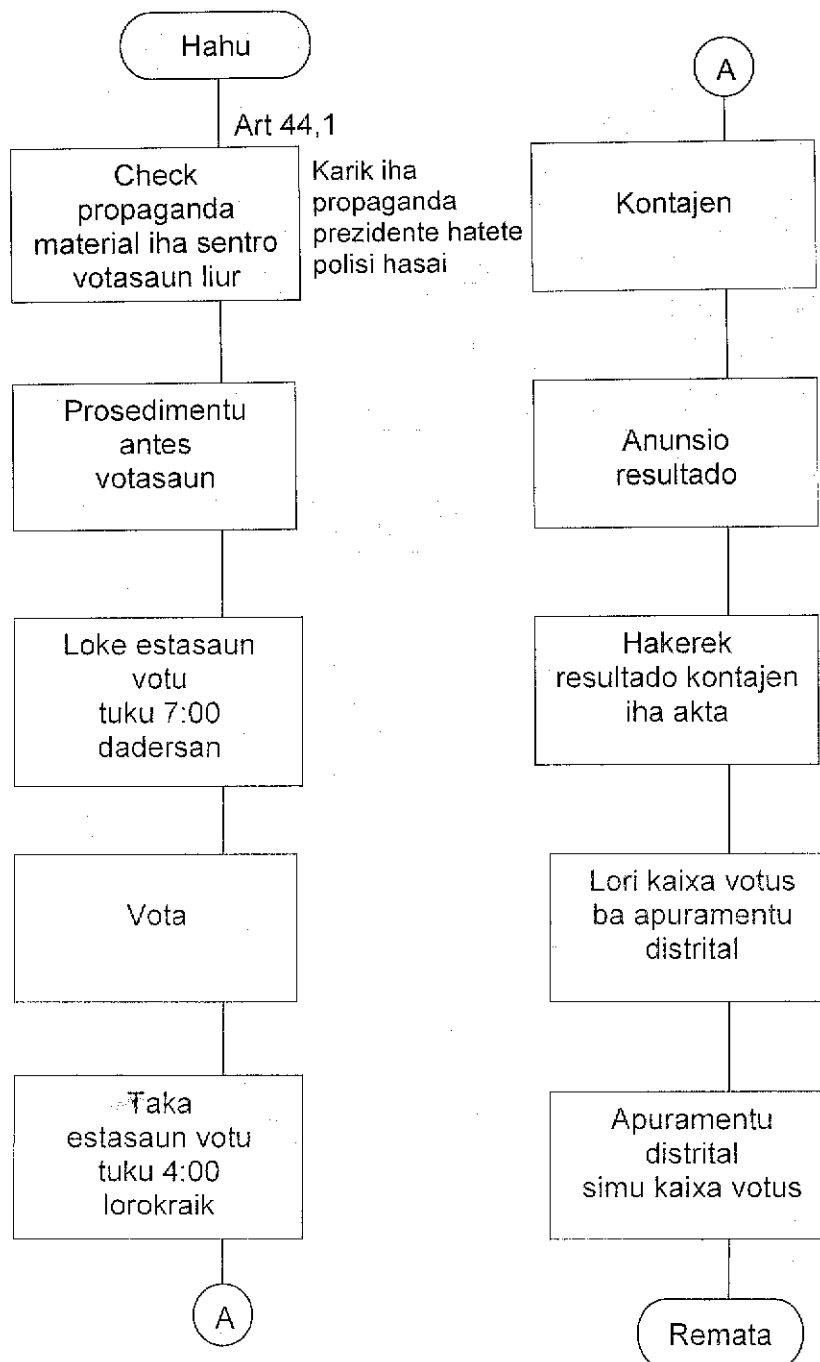 Hahu
Art 44,1
Check
propaganda
material iha sentro
votasaun liur
Karik iha
propaganda
prezidente hatete
polisi hasai
Prosedimentu
antes
votasaun
Loke estasaun
votu
tuku 7:00
dadersan
Vota
Taka
estasaun votu
tuku 4:00
lorokraik
A
A
Kontajen
Anunsio
resultado
Hakerek
resultado kontajen
iha akta
Lori kaixa votus
ba apuramentu
distrital
Apuramentu
distrital
simu kaixa votus
Remata